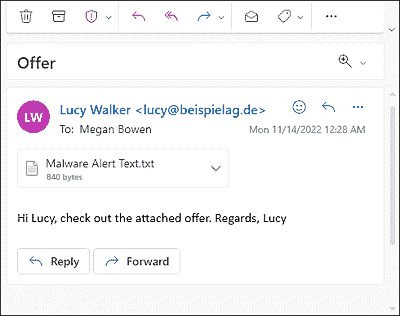 Offer
LW
Lucy Walker <lucy@beispielag.de>
To: Megan Bowen
Mon 11/14/2022 12:28 AM
Malware Alert Text.txt
840 bytes
Hi Lucy, check out the attached offer. Regards, Lucy
Reply
Forward